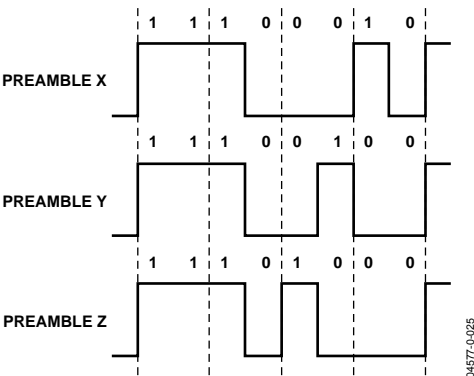 1 1 1 0 0 0 1 0
PREAMBLE X
1 1 1 0 0 1 0 0
PREAMBLE Y
1 1 1 0 1 0 0 0
PREAMBLE Z
04577-0-025